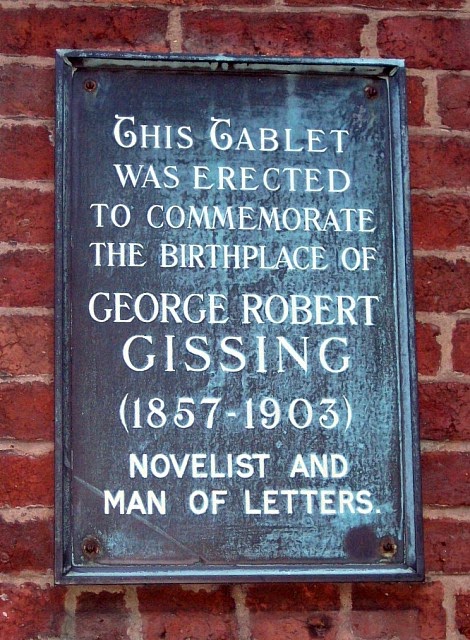 This Tablet
was erected
to commemorate
the birthplace of
GEORGE ROBERT
GISSING
(1857-1903)
NOVELIST AND
MAN OF LETTERS.